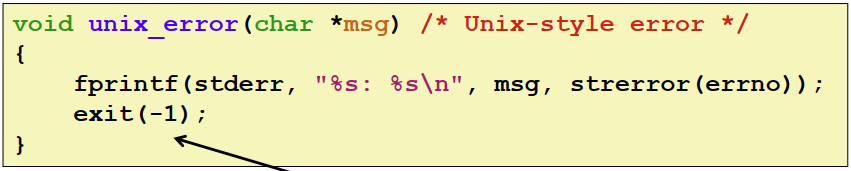 void unix_error(char *msg) /* Unix-style error */
{
    fprintf(stderr, "%s: %s\n", msg, strerror(errno));
    exit(-1);
}